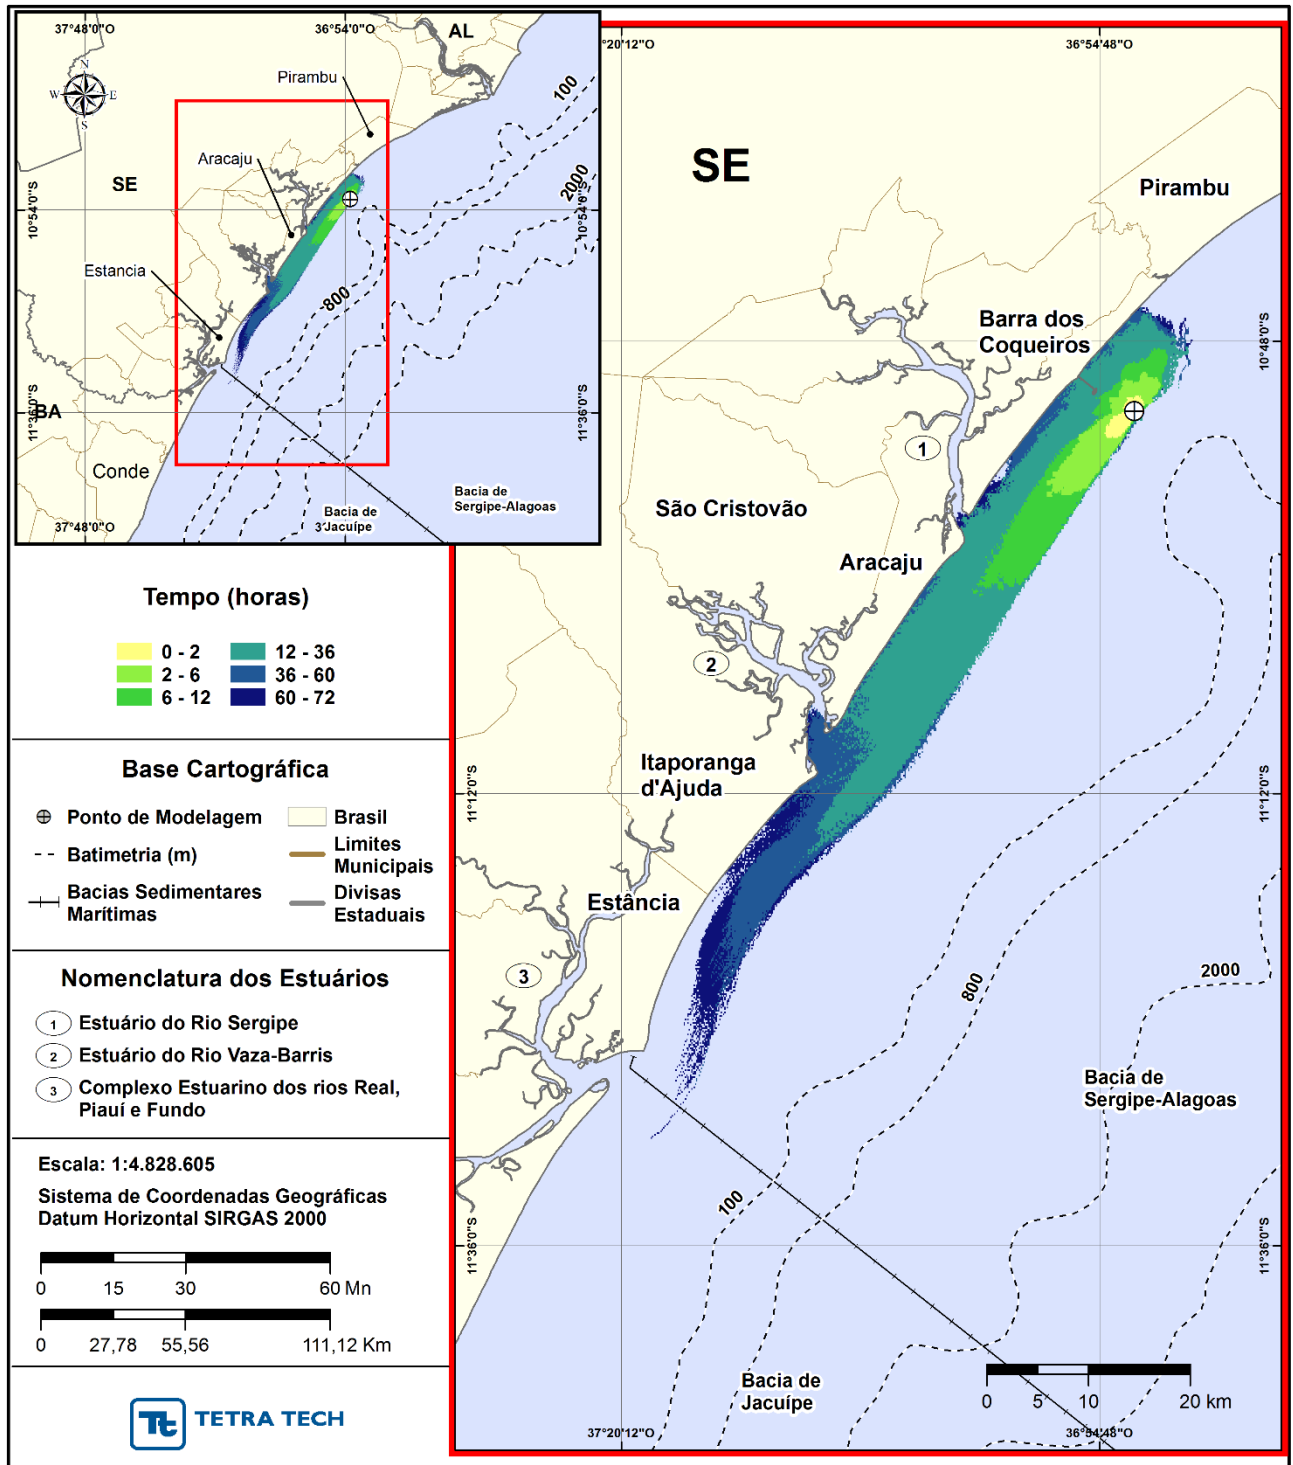 37°48'0"O
36°54'0"O
AL
Pirambu
N
W
E
S
100
Aracaju
2000
SE
10°54'0"S
10°54'0"S
Estancia
-800
11°36'0"S
BA
11°36'0"S
Conde
Bacia de
Sergipe-Alagoas
Bacia de
Jacuípe
37°48'0"O
Tempo (horas)
0 - 2
2 - 6
6 - 12
12 - 36
36 - 60
60 - 72
Base Cartográfica
Ponto de Modelagem
Batimetria (m)
Bacias Sedimentares
Marítimas
Brasil
Limites
Municipais
Divisas
Estaduais
Nomenclatura dos Estuários
1 Estuário do Rio Sergipe
2 Estuário do Rio Vaza-Barris
3 Complexo Estuarino dos rios Real,
Piauí e Fundo
Escala: 1:4.828.605
Sistema de Coordenadas Geográficas
Datum Horizontal SIRGAS 2000
0 15 30 60 Mn
0 27,78 55,56 111,12 Km
Tt TETRA TECH
°20'12"O
36°54'48"O
SE
Pirambu
Barra dos
Coqueiros
10°48'0"S
1
São Cristovão
Aracaju
2
Itaporanga
d'Ajuda
11°12'0"S
11°12'0"S
Estância
3
2000
800
Bacia de
Sergipe-Alagoas
100
11°36'0"S
11°36'0"S
Bacia de
Jacuípe
0 5 10 20 km
37°20'12"O
36°54'48"O